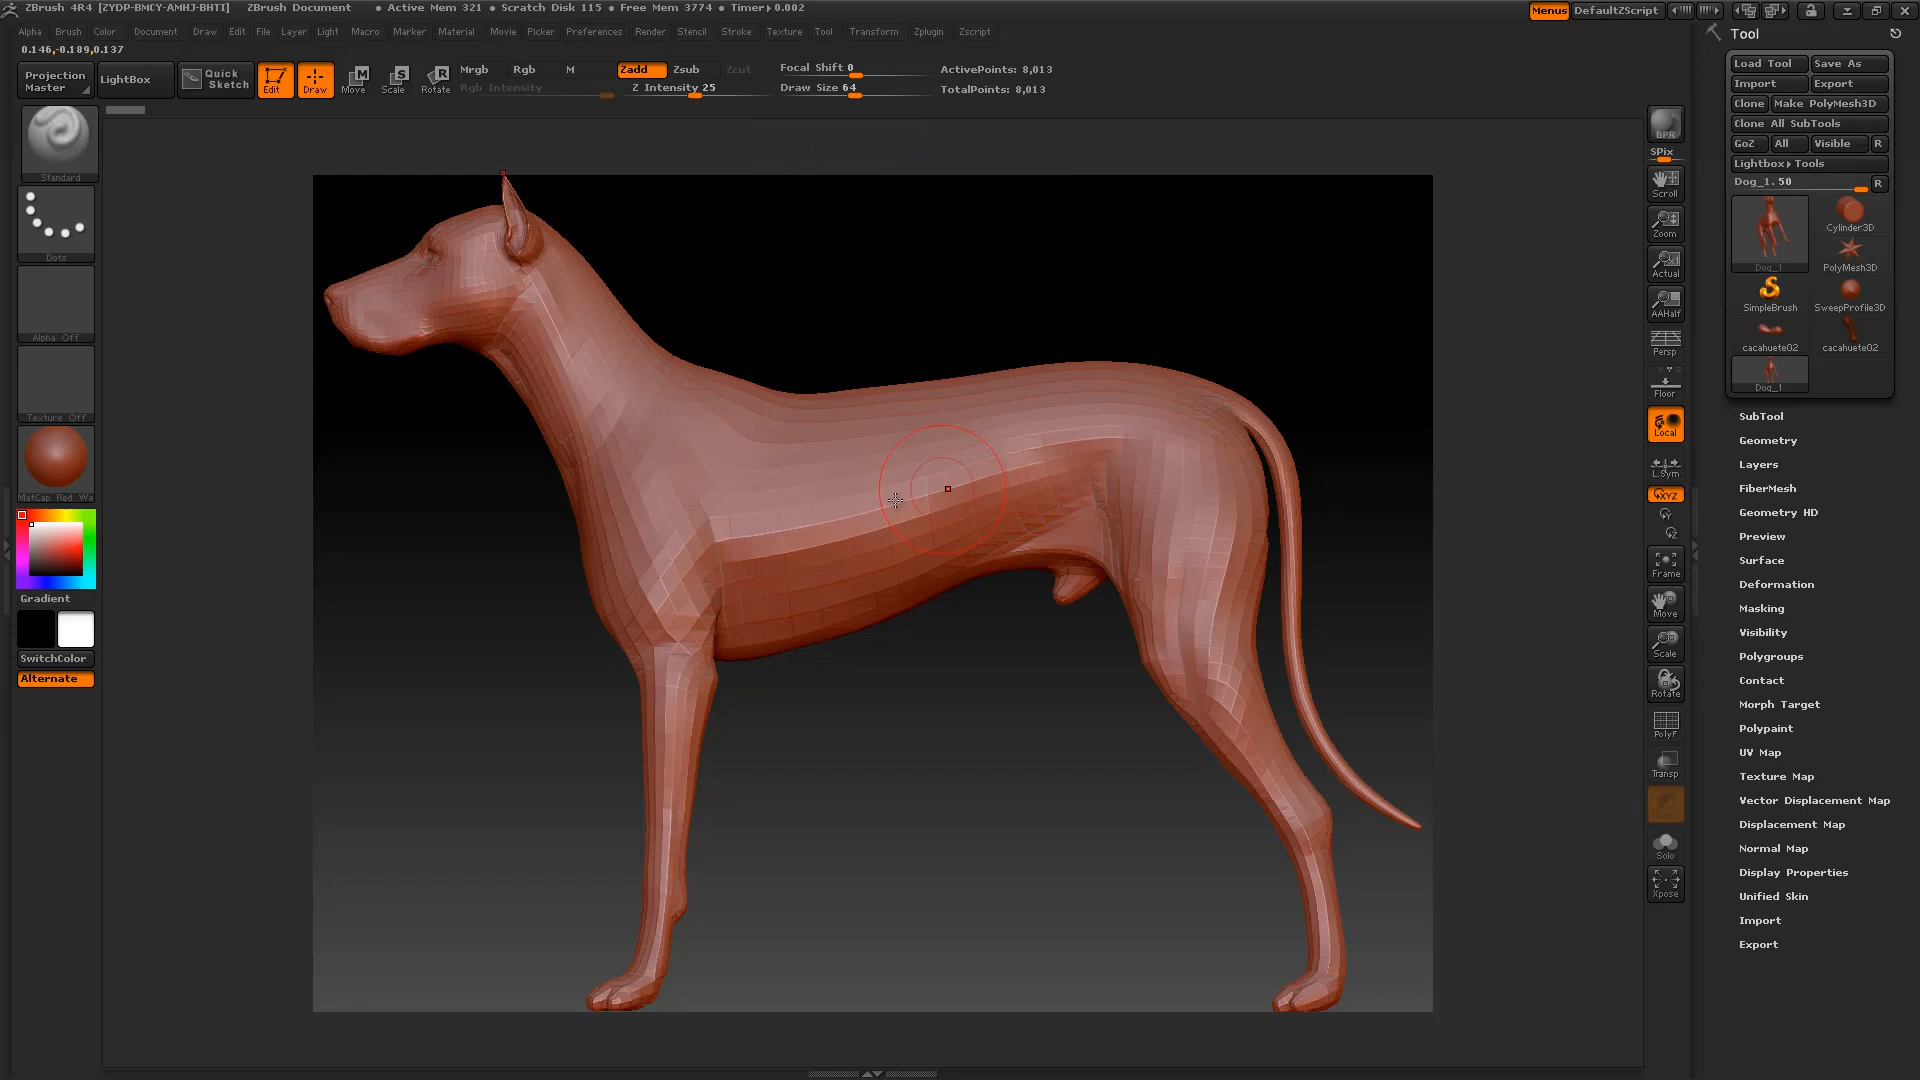 ZBrush 4R4 [ZYDP-BMCY-AMHJ-BHTI] ZBrush Document • Active Mem 321 • Scratch Disk 115 • Free Mem 3774 • Timer▸0.002 Menus DefaultZScript
Alpha Brush Color Document Draw Edit File Layer Light Macro Marker Material Movie Picker Preferences Render Stencil Stroke Texture Tool Transform Zplugin Zscript
0.146,-0.189,0.137
Projection Master
LightBox
Quick Sketch
Edit
Draw
Move
Scale
Rotate
Mrgb Rgb M
Rgb Intensity
Zadd Zsub Zcut
Z Intensity 25
Focal Shift 0
Draw Size 64
ActivePoints: 8,013
TotalPoints: 8,013
Standard
Dots
Alpha Off
Texture Off
MatCap Red Wa
Gradient
SwitchColor
Alternate
BPR
SPix
Scroll
Zoom
Actual
AAHalf
Persp
Floor
Local
L.Sym
XYZ
Y
Z
Frame
Move
Scale
Rotate
PolyF
Transp
Solo
Xpose
Tool
Load Tool Save As
Import Export
Clone Make PolyMesh3D
Clone All SubTools
GoZ All Visible R
Lightbox▸Tools
Dog_1. 50 R
Dog_1
Cylinder3D
PolyMesh3D
SimpleBrush SweepProfile3D
cacahuete02 cacahuete02
Dog_1
SubTool
Geometry
Layers
FiberMesh
Geometry HD
Preview
Surface
Deformation
Masking
Visibility
Polygroups
Contact
Morph Target
Polypaint
UV Map
Texture Map
Vector Displacement Map
Displacement Map
Normal Map
Display Properties
Unified Skin
Import
Export